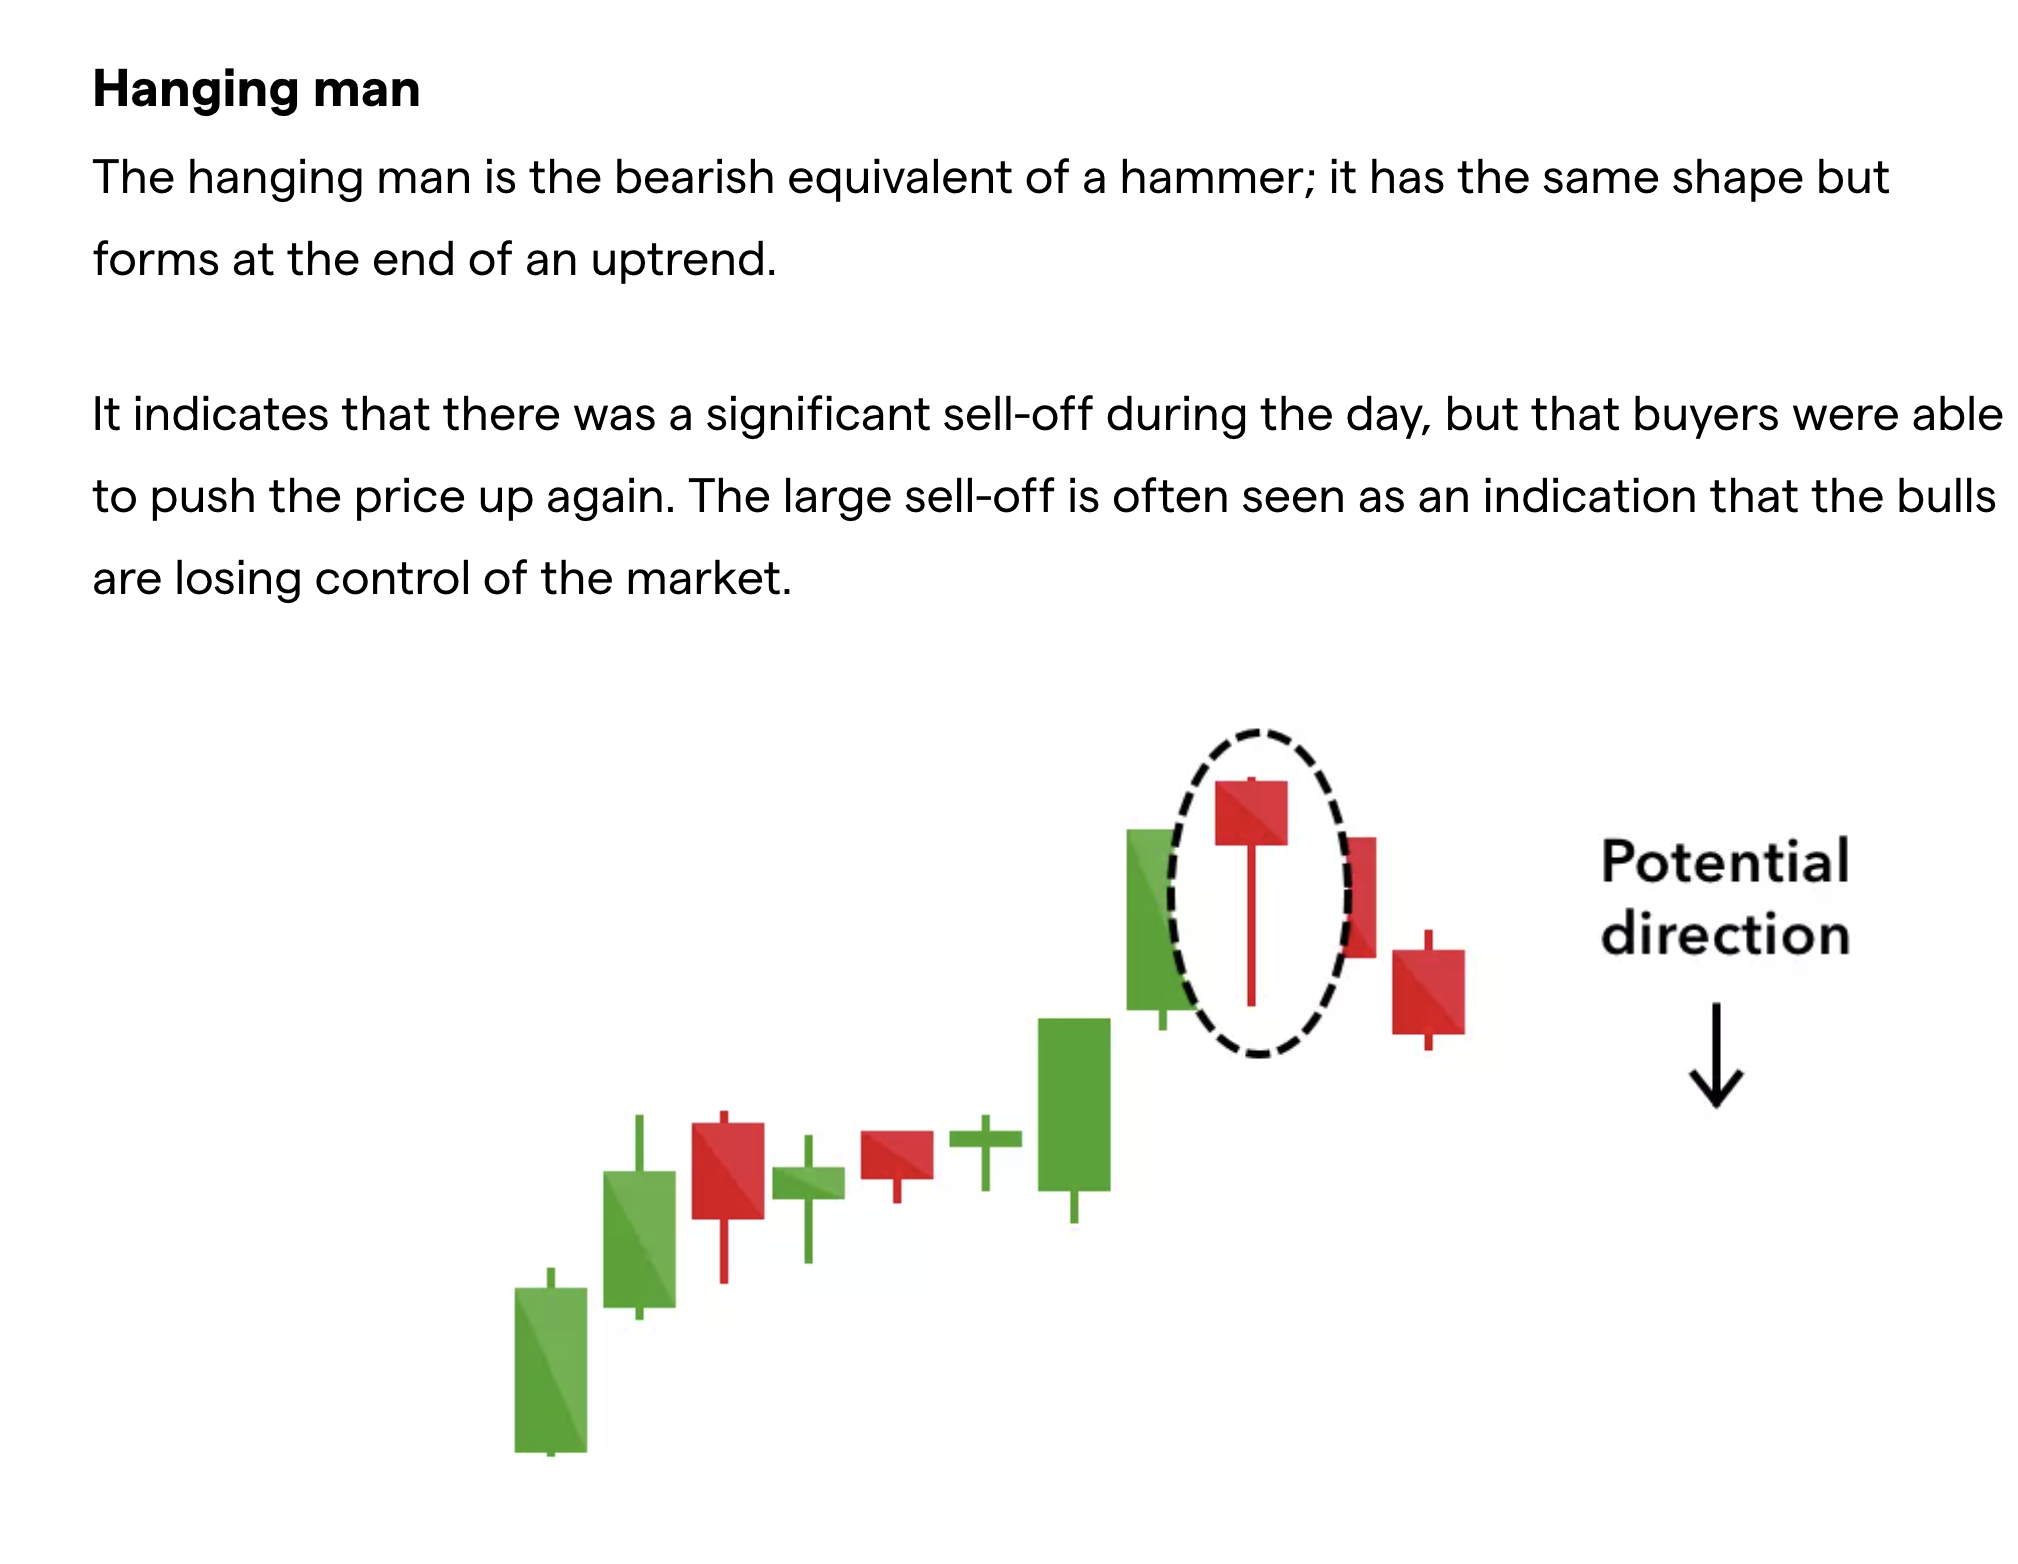 Hanging man
The hanging man is the bearish equivalent of a hammer; it has the same shape but
forms at the end of an uptrend.
It indicates that there was a significant sell-off during the day, but that buyers were able
to push the price up again. The large sell-off is often seen as an indication that the bulls
are losing control of the market.
Potential
direction